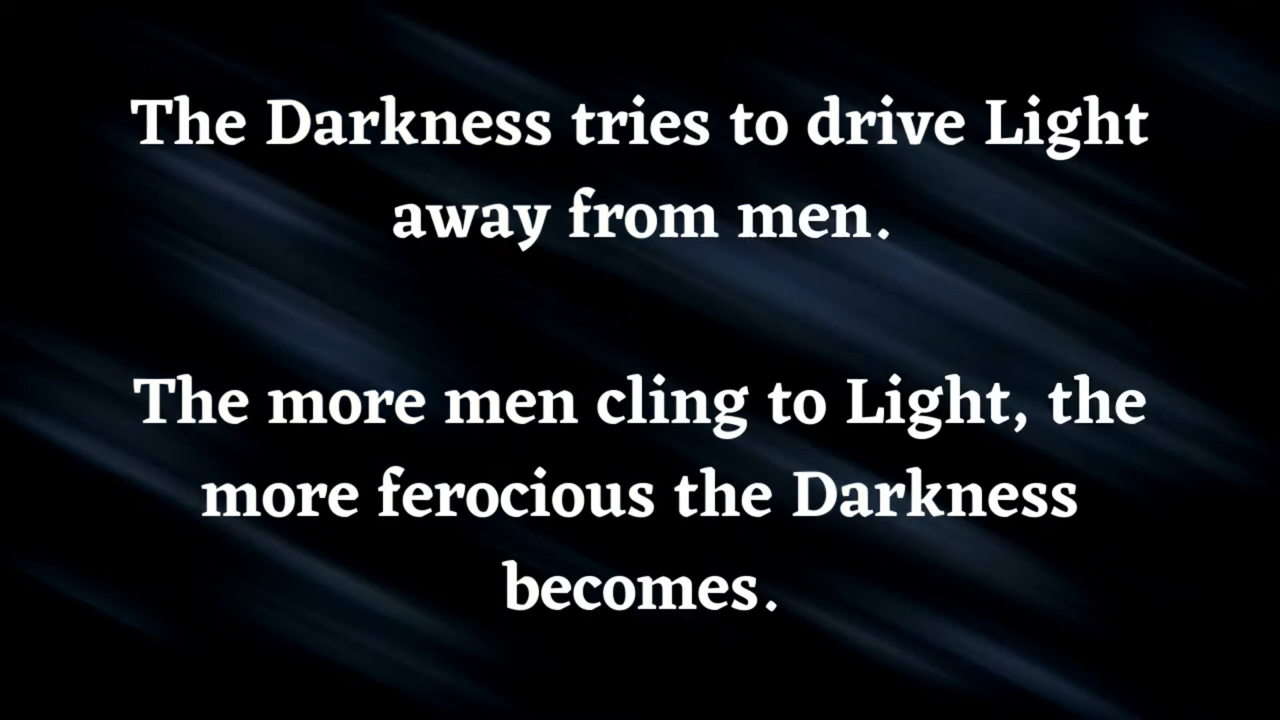 The Darkness tries to drive Light
away from men.
The more men cling to Light, the
more ferocious the Darkness
becomes.